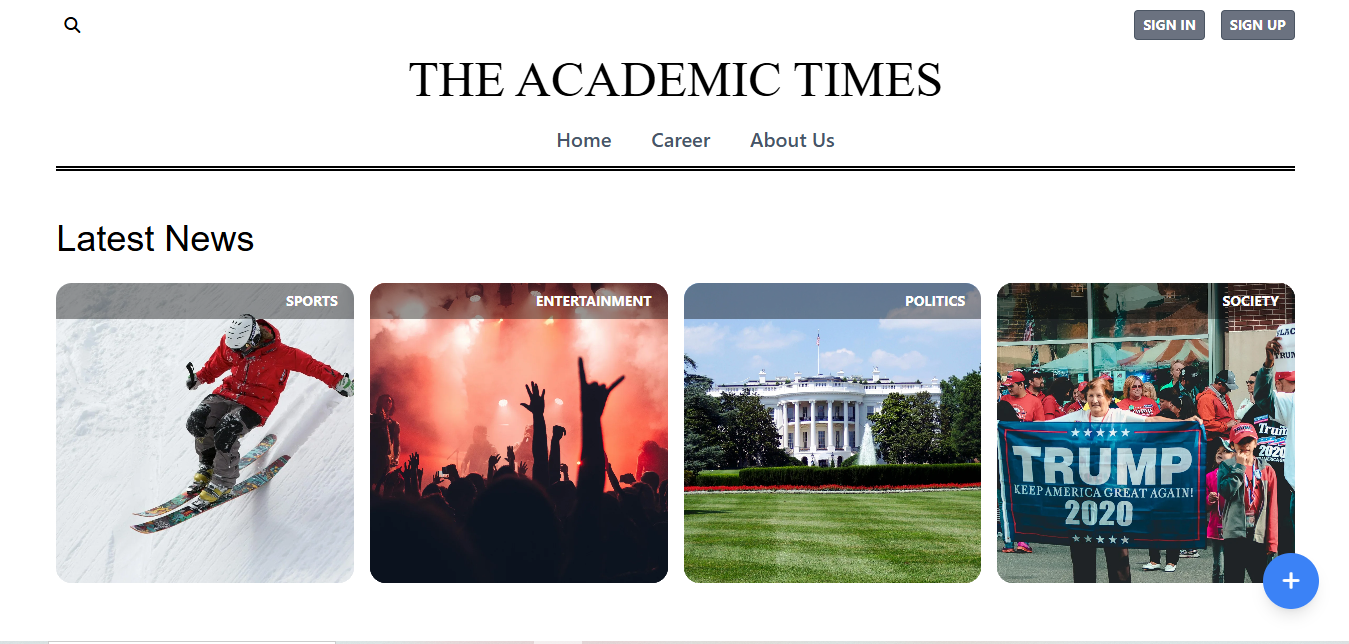 SIGN IN SIGN UP
THE ACADEMIC TIMES
Home Career About Us
Latest News
SPORTS
ENTERTAINMENT
POLITICS
SOCIETY
TRUMP
KEEP AMERICA GREAT AGAIN!
2020
2020